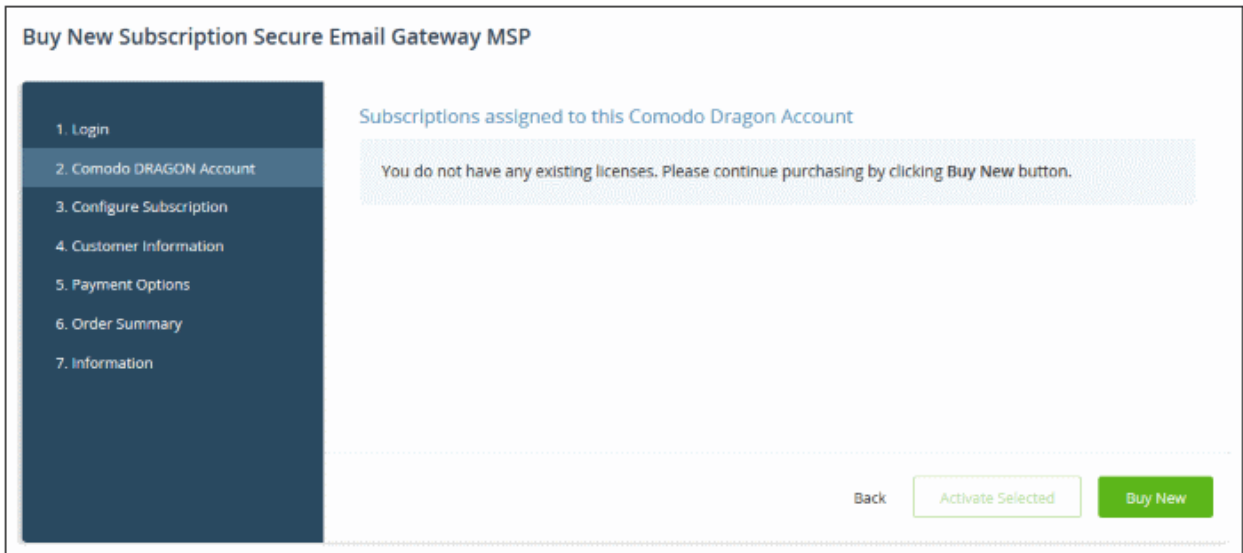 Buy New Subscription Secure Email Gateway MSP
1. Login
2. Comodo DRAGON Account
3. Configure Subscription
4. Customer Information
5. Payment Options
6. Order Summary
7. Information
Subscriptions assigned to this Comodo Dragon Account
You do not have any existing licenses. Please continue purchasing by clicking Buy New button.
Back
Activate Selected
Buy New